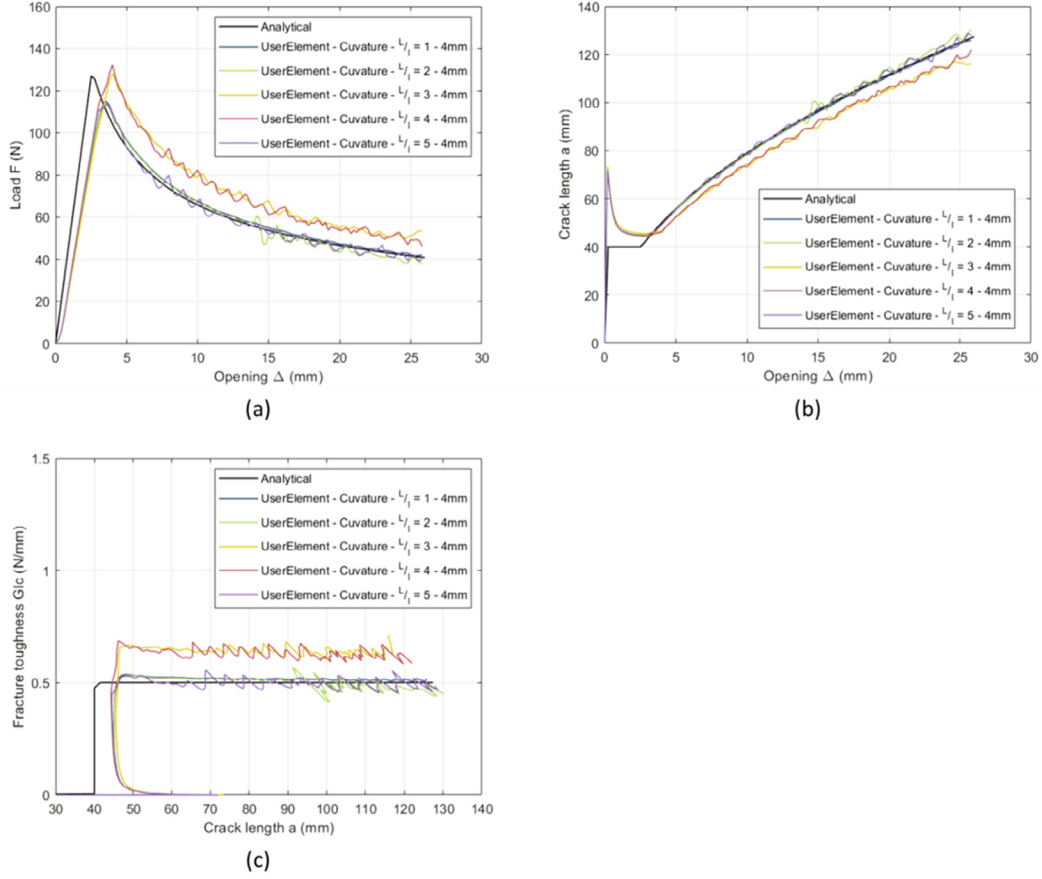 160
140
120
100
80
60
40
20
0
Load F (N)
Analytical
UserElement - Cuvature - L/l = 1 - 4mm
UserElement - Cuvature - L/l = 2 - 4mm
UserElement - Cuvature - L/l = 3 - 4mm
UserElement - Cuvature - L/l = 4 - 4mm
UserElement - Cuvature - L/l = 5 - 4mm
0 5 10 15 20 25 30
Opening Δ (mm)
(a)
140
120
100
80
60
40
20
0
Crack length a (mm)
Analytical
UserElement - Cuvature - L/l = 1 - 4mm
UserElement - Cuvature - L/l = 2 - 4mm
UserElement - Cuvature - L/l = 3 - 4mm
UserElement - Cuvature - L/l = 4 - 4mm
UserElement - Cuvature - L/l = 5 - 4mm
0 5 10 15 20 25 30
Opening Δ (mm)
(b)
1.5
1
0.5
0
Fracture toughness GIc (N/mm)
Analytical
UserElement - Cuvature - L/l = 1 - 4mm
UserElement - Cuvature - L/l = 2 - 4mm
UserElement - Cuvature - L/l = 3 - 4mm
UserElement - Cuvature - L/l = 4 - 4mm
UserElement - Cuvature - L/l = 5 - 4mm
30 40 50 60 70 80 90 100 110 120 130 140
Crack length a (mm)
(c)